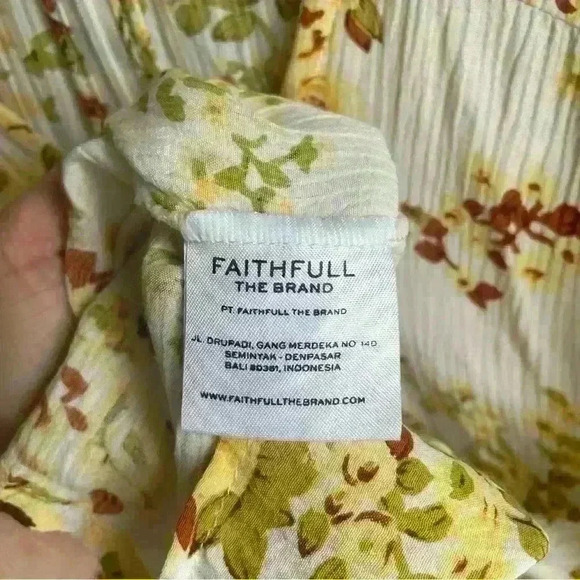 FAITHFULL
THE BRAND
PT. FAITHFULL THE BRAND
JL. DRUPADI, GANG MERDEKA NO 14D
SEMINYAK - DENPASAR
BALI 80361, INDONESIA
WWW.FAITHFULLTHEBRAND.COM